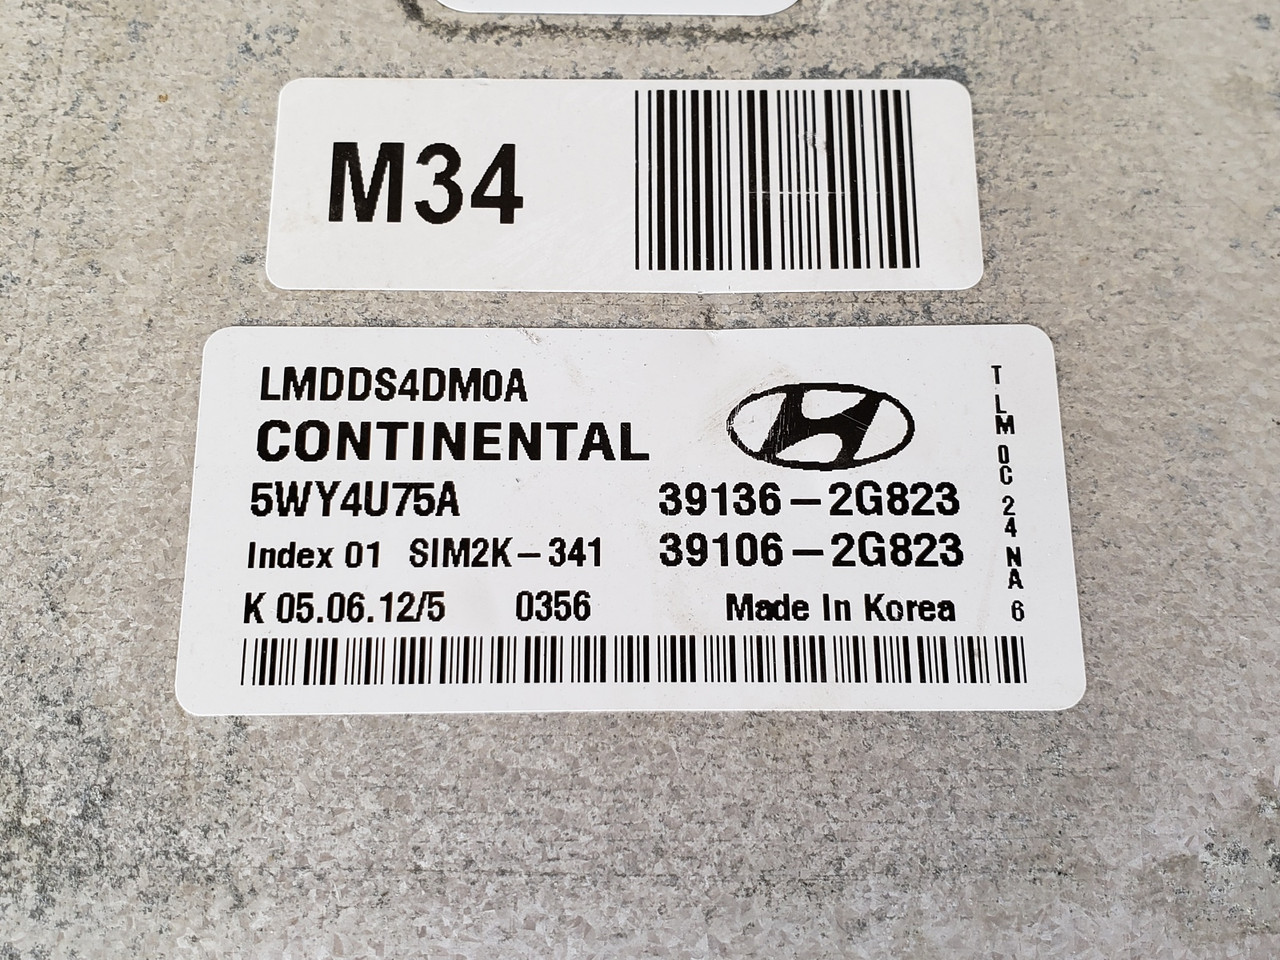 M34
LMDDS4DM0A
CONTINENTAL
5WY4U75A 39136-2G823
Index 01 SIM2K-341 39106-2G823
K 05.06.12/5 0356 Made In Korea
TLM0C24NA6